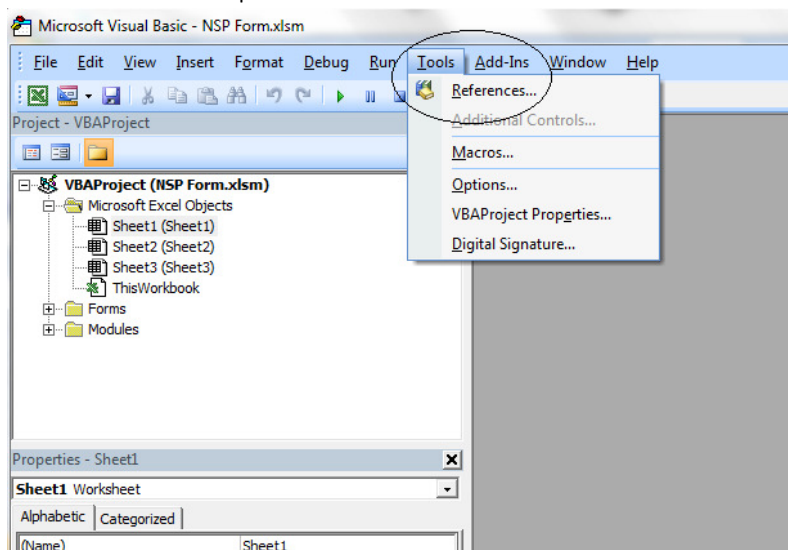 Microsoft Visual Basic - NSP Form.xlsm
File Edit View Insert Format Debug Run Tools Add-Ins Window Help
References...
Additional Controls...
Macros...
Options...
VBAProject Properties...
Digital Signature...
Project - VBAProject
VBAProject (NSP Form.xlsm)
Microsoft Excel Objects
Sheet1 (Sheet1)
Sheet2 (Sheet2)
Sheet3 (Sheet3)
ThisWorkbook
Forms
Modules
Properties - Sheet1
Sheet1 Worksheet
Alphabetic Categorized
(Name) Sheet1